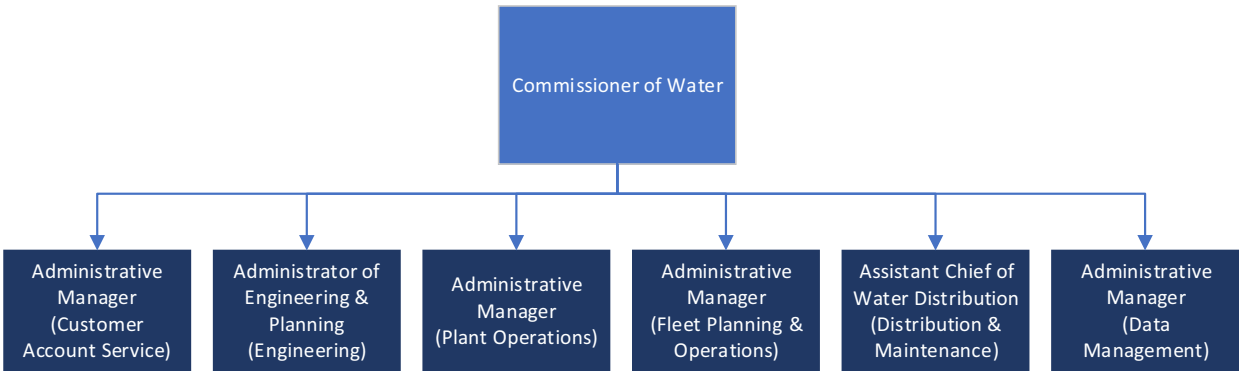 Commissioner of Water
Administrative
Manager
(Customer
Account Service)
Administrator of
Engineering &
Planning
(Engineering)
Administrative
Manager
(Plant Operations)
Administrative
Manager
(Fleet Planning &
Operations)
Assistant Chief of
Water Distribution
(Distribution &
Maintenance)
Administrative
Manager
(Data
Management)